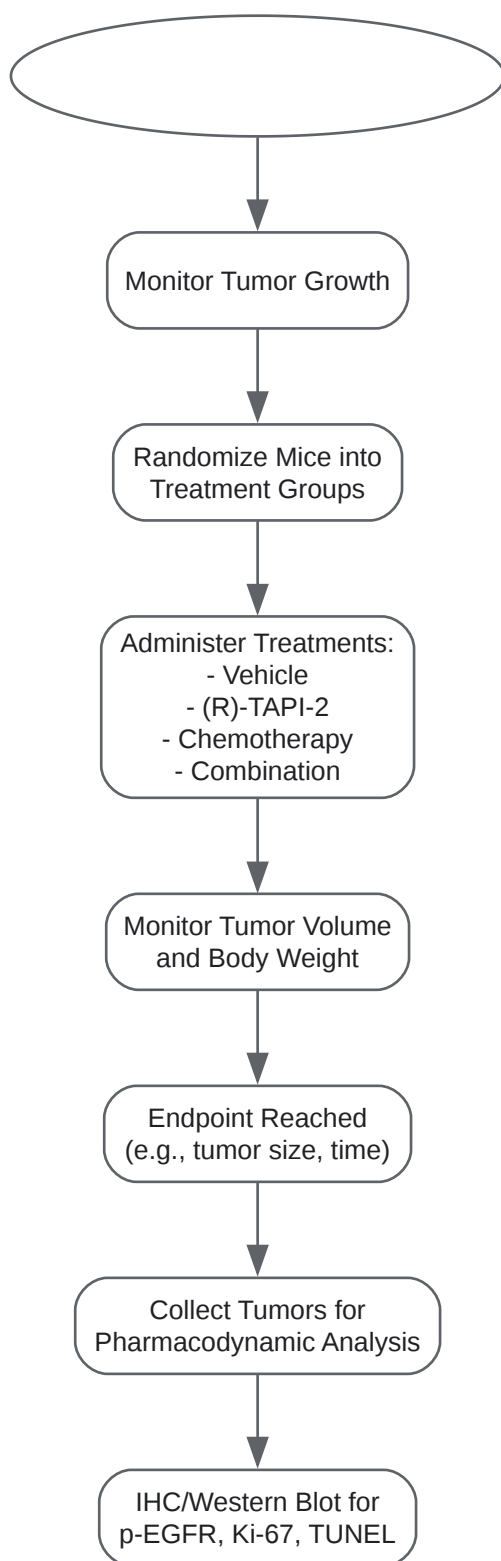 Monitor Tumor Growth
Randomize Mice into
Treatment Groups
Administer Treatments:
- Vehicle
- (R)-TAPI-2
- Chemotherapy
- Combination
Monitor Tumor Volume
and Body Weight
Endpoint Reached
(e.g., tumor size, time)
Collect Tumors for
Pharmacodynamic Analysis
IHC/Western Blot for
p-EGFR, Ki-67, TUNEL